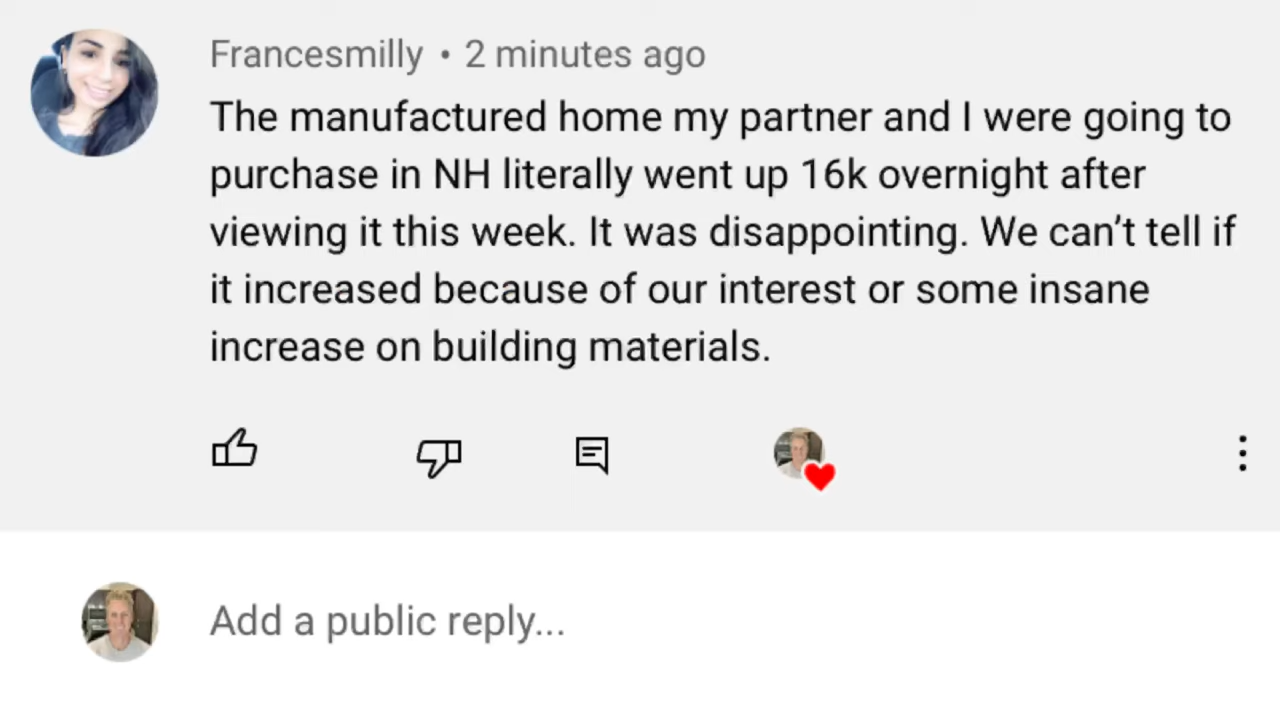 Francesmilly • 2 minutes ago
The manufactured home my partner and I were going to
purchase in NH literally went up 16k overnight after
viewing it this week. It was disappointing. We can’t tell if
it increased because of our interest or some insane
increase on building materials.
Add a public reply...